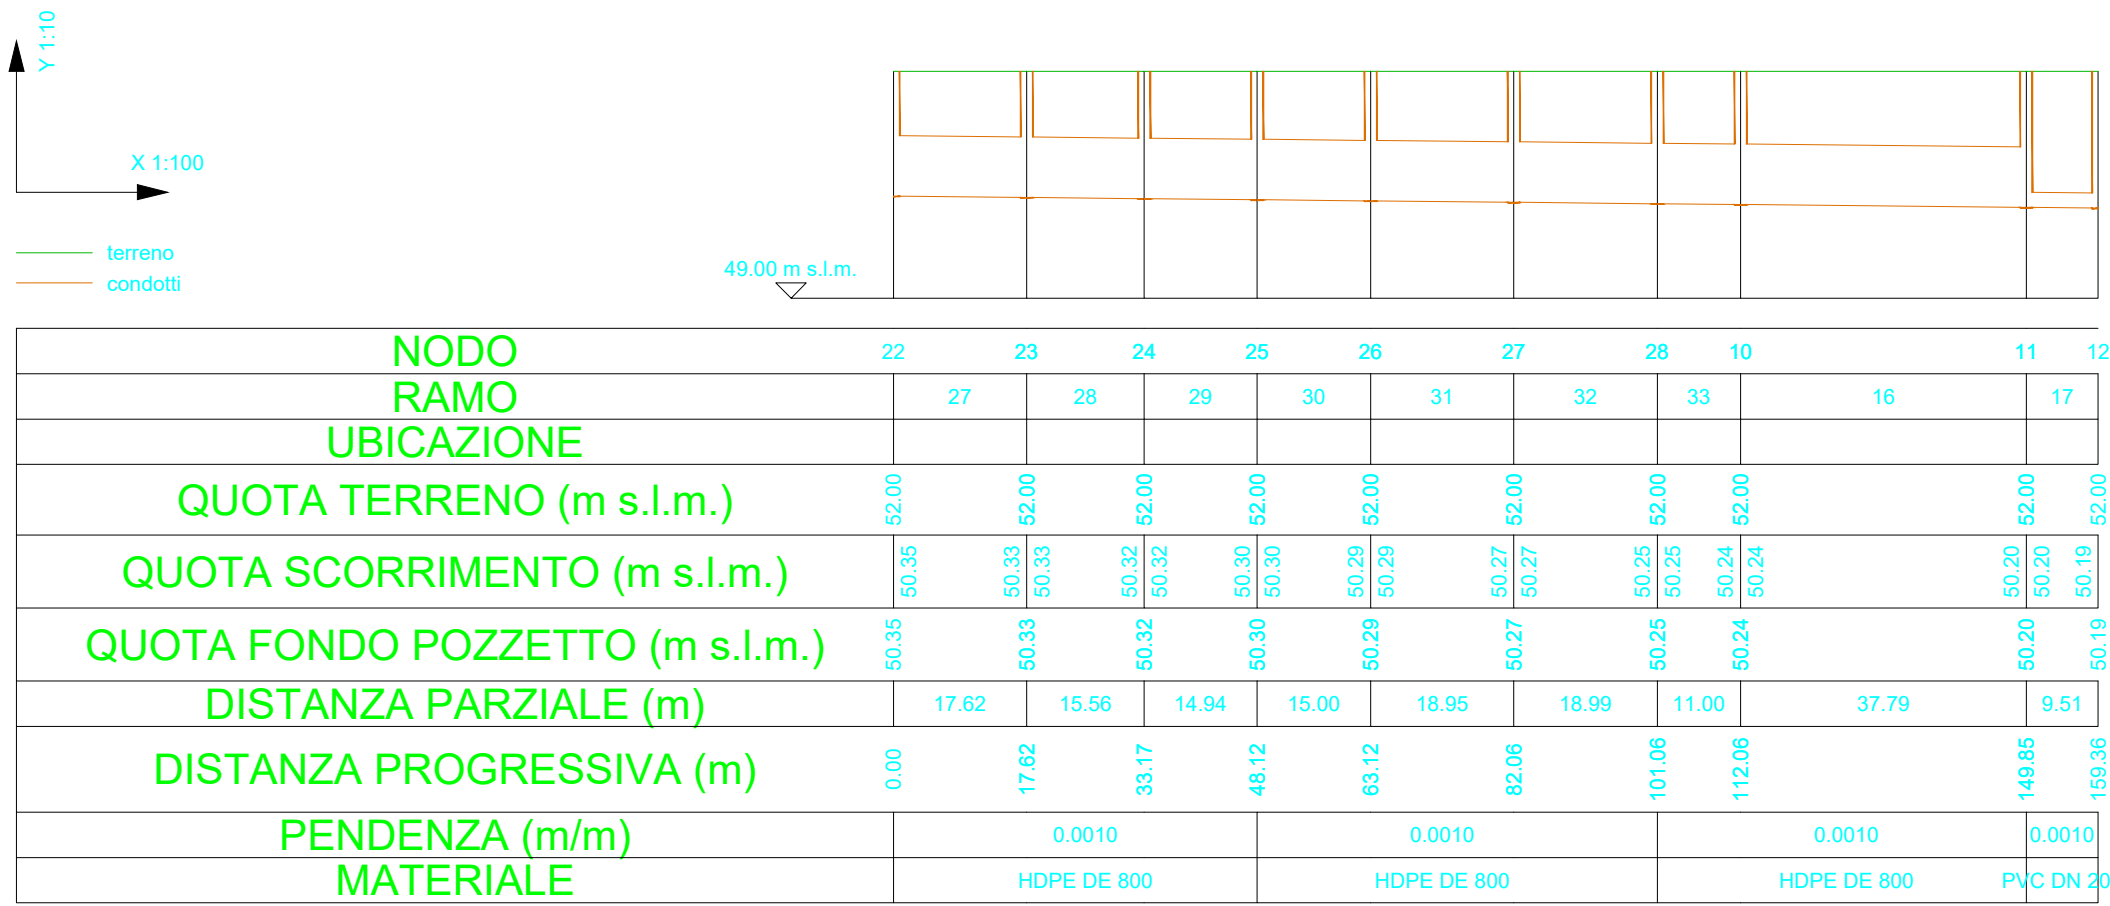 Y 1:10
X 1:100
terreno
condotti
49.00 m s.l.m.
NODO 22 23 24 25 26 27 28 10 11 12
RAMO 27 28 29 30 31 32 33 16 17
UBICAZIONE
QUOTA TERRENO (m s.l.m.) 52.00 52.00 52.00 52.00 52.00 52.00 52.00 52.00 52.00 52.00
QUOTA SCORRIMENTO (m s.l.m.) 50.35 50.33 50.33 50.32 50.32 50.30 50.30 50.29 50.29 50.27 50.27 50.25 50.25 50.24 50.24 50.20 50.20 50.19
QUOTA FONDO POZZETTO (m s.l.m.) 50.35 50.33 50.32 50.30 50.29 50.27 50.25 50.24 50.20 50.19
DISTANZA PARZIALE (m) 17.62 15.56 14.94 15.00 18.95 18.99 11.00 37.79 9.51
DISTANZA PROGRESSIVA (m) 0.00 17.62 33.17 48.12 63.12 82.06 101.06 112.06 149.85 159.36
PENDENZA (m/m) 0.0010 0.0010 0.0010 0.0010
MATERIALE HDPE DE 800 HDPE DE 800 HDPE DE 800 PVC DN 20